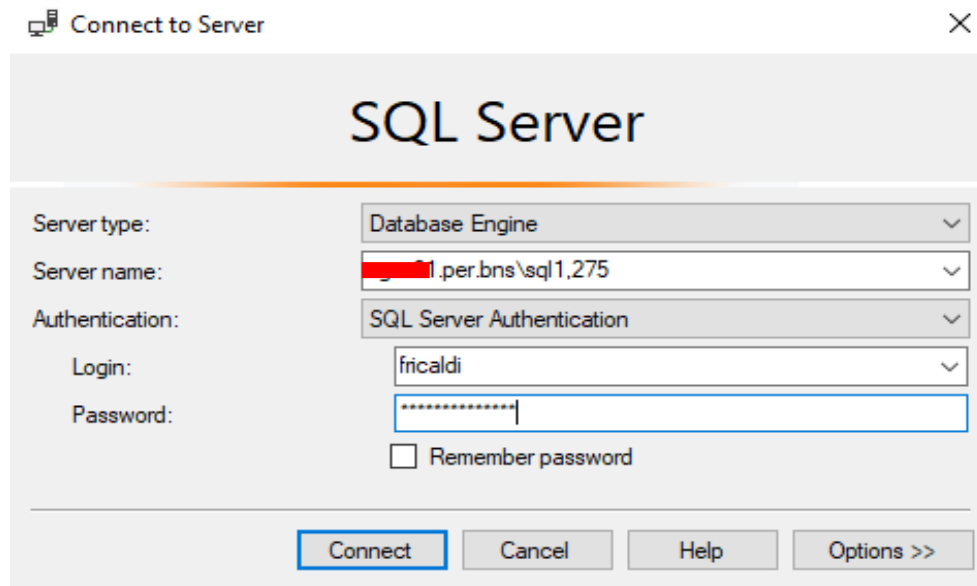 Connect to Server
SQL Server
Server type: Database Engine
Server name: 1.per.bns\sql1,275
Authentication: SQL Server Authentication
Login: fricaldi
Password: **************
Remember password
Connect Cancel Help Options >>